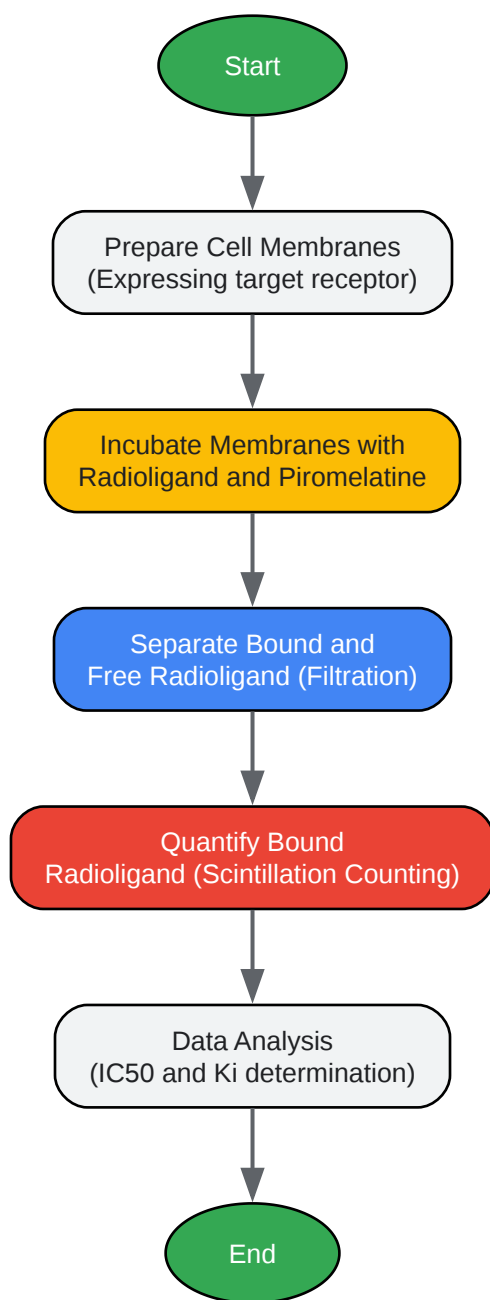 Start
Prepare Cell Membranes
(Expressing target receptor)
Incubate Membranes with
Radioligand and Piromelatine
Separate Bound and
Free Radioligand (Filtration)
Quantify Bound
Radioligand (Scintillation Counting)
Data Analysis
(IC50 and Ki determination)
End